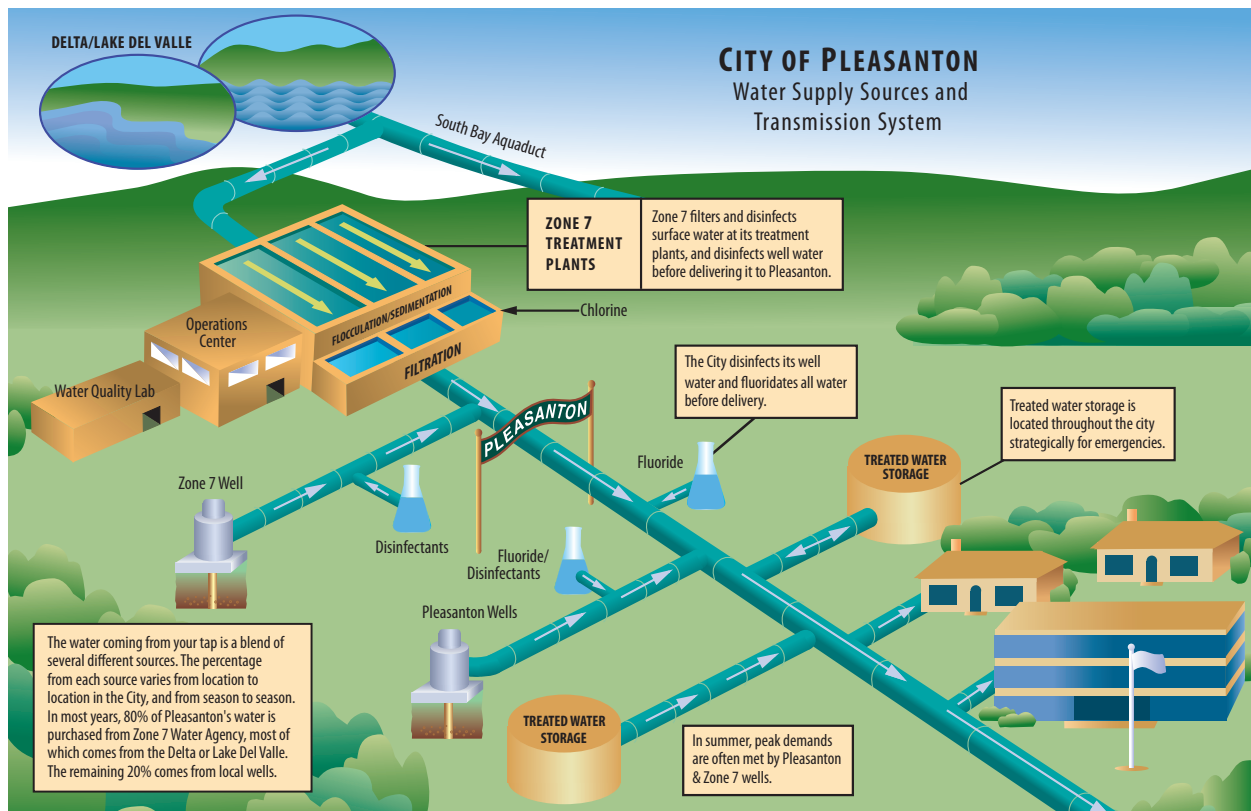 DELTA/LAKE DEL VALLE
CITY OF PLEASANTON
Water Supply Sources and
Transmission System
South Bay Aquaduct
ZONE 7
TREATMENT
PLANTS
Zone 7 filters and disinfects
surface water at its treatment
plants, and disinfects well water
before delivering it to Pleasanton.
FLOCCULATION/SEDIMENTATION
Chlorine
Operations
Center
FILTRATION
Water Quality Lab
The City disinfects its well
water and fluoridates all water
before delivery.
PLEASANTON
Treated water storage is
located throughout the city
strategically for emergencies.
TREATED WATER
STORAGE
Fluoride
Zone 7 Well
Disinfectants
Fluoride/
Disinfectants
Pleasanton Wells
The water coming from your tap is a blend of
several different sources. The percentage
from each source varies from location to
location in the City, and from season to season.
In most years, 80% of Pleasanton's water is
purchased from Zone 7 Water Agency, most of
which comes from the Delta or Lake Del Valle.
The remaining 20% comes from local wells.
TREATED WATER
STORAGE
In summer, peak demands
are often met by Pleasanton
& Zone 7 wells.